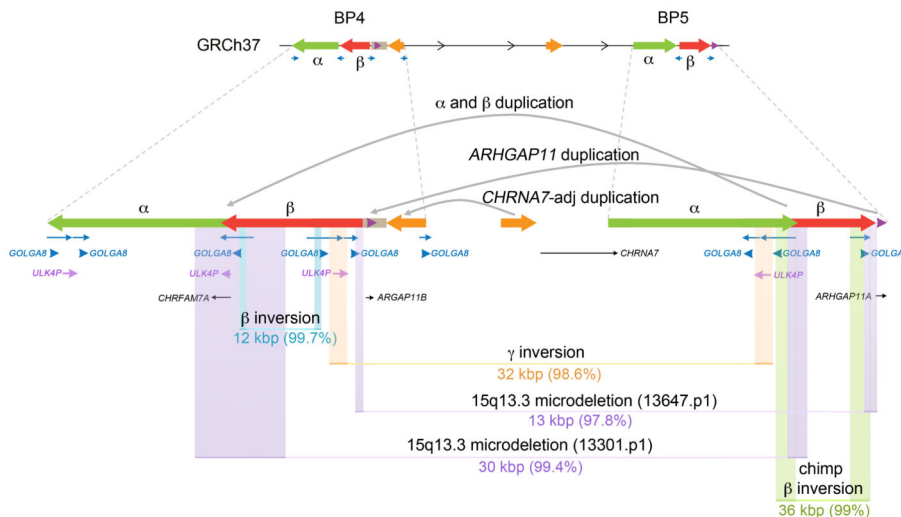 BP4 BP5
GRCh37
α β α β
α and β duplication
ARHGAP11 duplication
CHRNA7-adj duplication
α β α β
GOLGA8 GOLGA8 GOLGA8 GOLGA8 GOLGA8 CHRNA7 GOLGA8 GOLGA8 GOLGA
ULK4P ULK4P ULK4P ULK4P
CHRFAM7A ARGAP11B ARHGAP11A
β inversion
12 kbp (99.7%)
γ inversion
32 kbp (98.6%)
15q13.3 microdeletion (13647.p1)
13 kbp (97.8%)
15q13.3 microdeletion (13301.p1)
30 kbp (99.4%)
chimp
β inversion
36 kbp (99%)